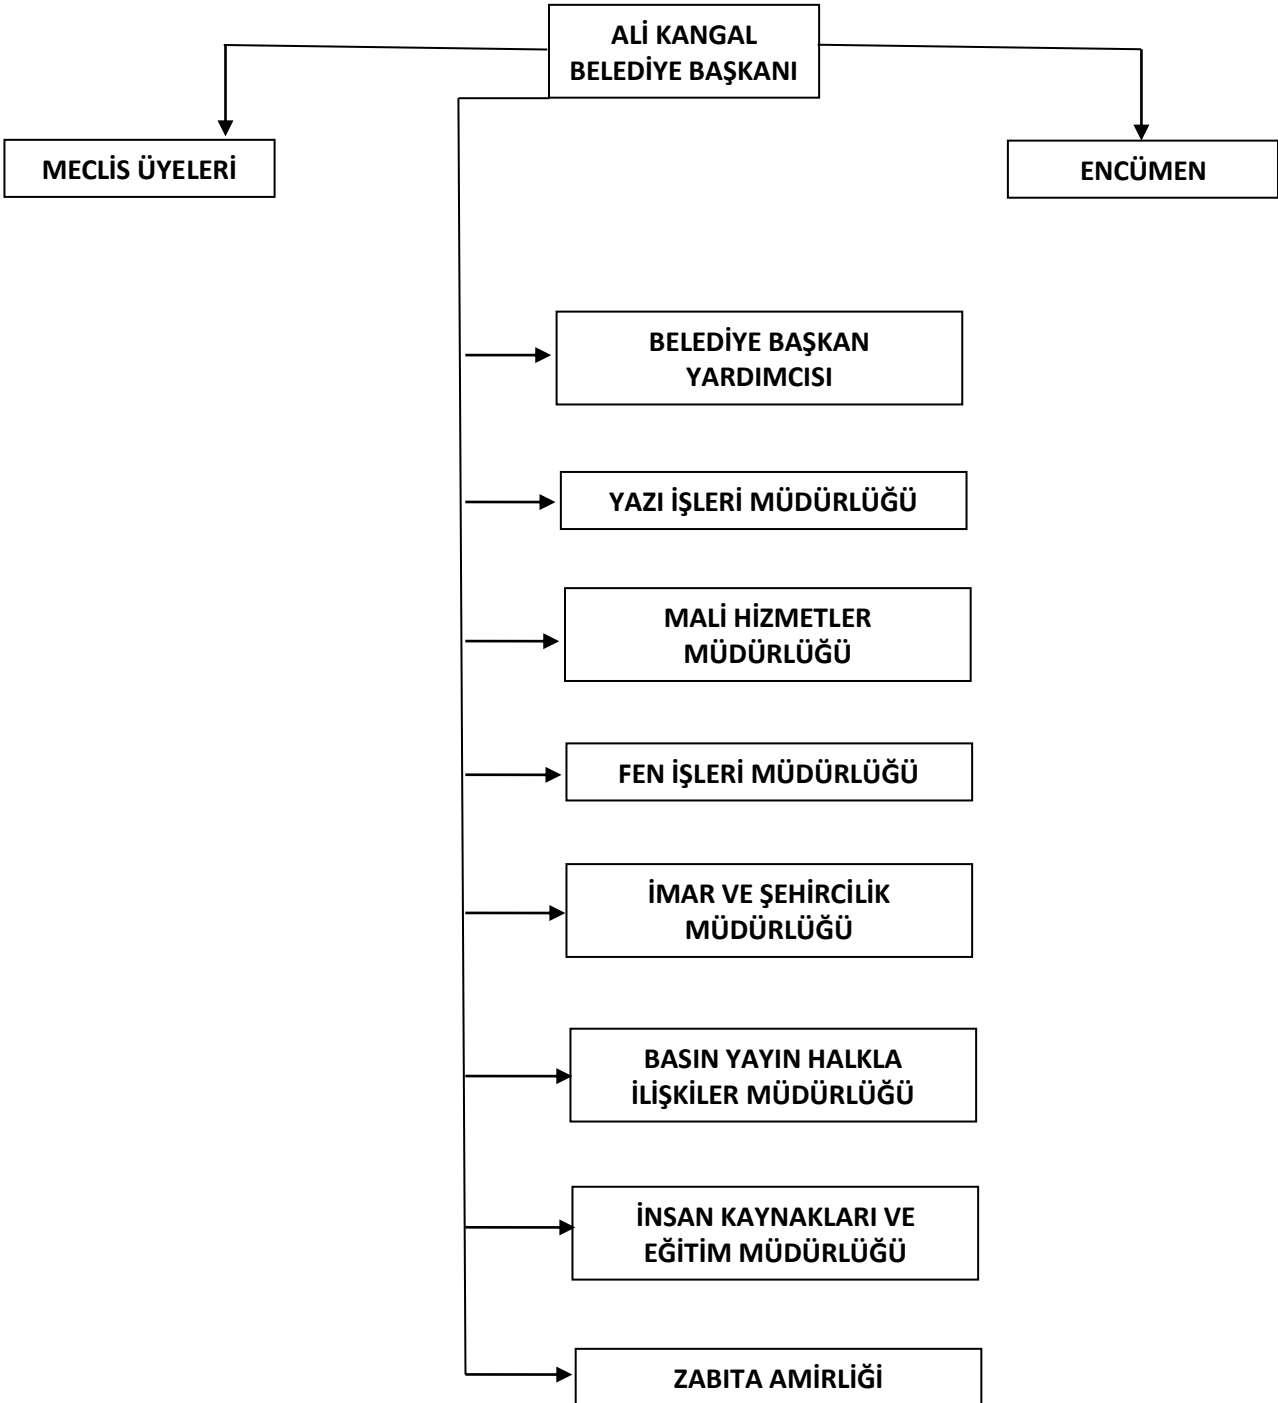 ALİ KANGAL
BELEDİYE BAŞKANI
MECLİS ÜYELERİ
ENCÜMEN
BELEDİYE BAŞKAN
YARDIMCISI
YAZI İŞLERİ MÜDÜRLÜĞÜ
MALİ HİZMETLER
MÜDÜRLÜĞÜ
FEN İŞLERİ MÜDÜRLÜĞÜ
İMAR VE ŞEHİRCİLİK
MÜDÜRLÜĞÜ
BASIN YAYIN HALKLA
İLİŞKİLER MÜDÜRLÜĞÜ
İNSAN KAYNAKLARI VE
EĞİTİM MÜDÜRLÜĞÜ
ZABITA AMİRLİĞİ